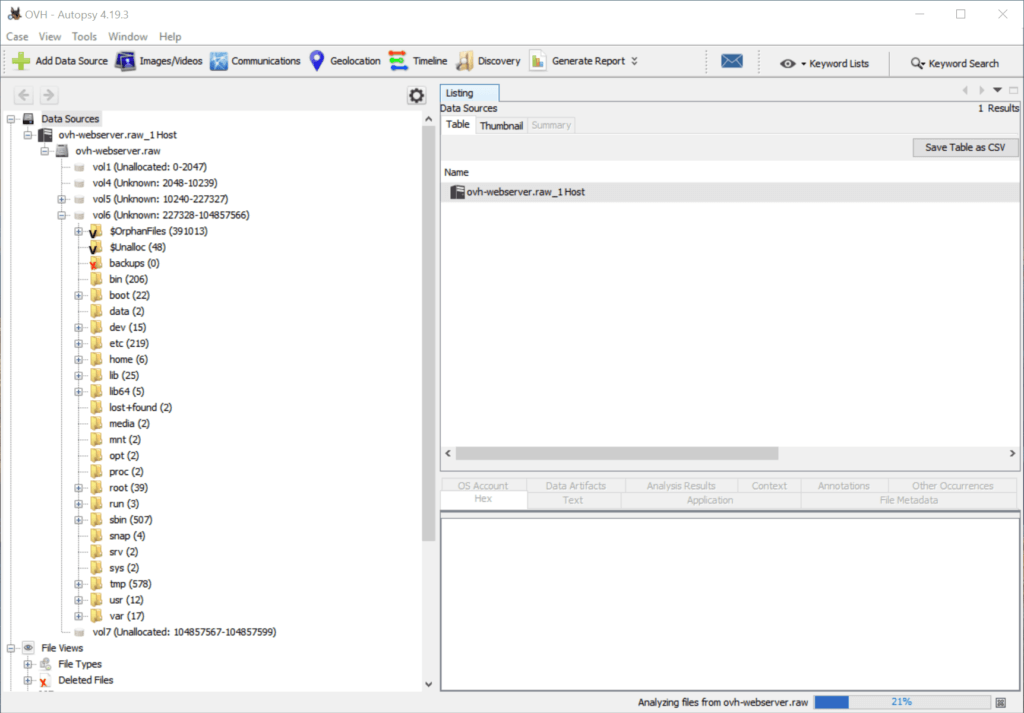 OVH - Autopsy 4.19.3
Case View Tools Window Help
Add Data Source Images/Videos Communications Geolocation Timeline Discovery Generate Report Keyword Lists Keyword Search
Listing
Data Sources 1 Results
Table Thumbnail Summary
Save Table as CSV
Name
ovh-webserver.raw_1 Host
Data Sources
ovh-webserver.raw_1 Host
ovh-webserver.raw
vol1 (Unallocated: 0-2047)
vol4 (Unknown: 2048-10239)
vol5 (Unknown: 10240-227327)
vol6 (Unknown: 227328-104857566)
$OrphanFiles (391013)
$Unalloc (48)
backups (0)
bin (206)
boot (22)
data (2)
dev (15)
etc (219)
home (6)
lib (25)
lib64 (5)
lost+found (2)
media (2)
mnt (2)
opt (2)
proc (2)
root (39)
run (3)
sbin (507)
snap (4)
srv (2)
sys (2)
tmp (578)
usr (12)
var (17)
vol7 (Unallocated: 104857567-104857599)
File Views
File Types
Deleted Files
OS Account Data Artifacts Analysis Results Context Annotations Other Occurrences
Hex Text Application File Metadata
Analyzing files from ovh-webserver.raw 21%